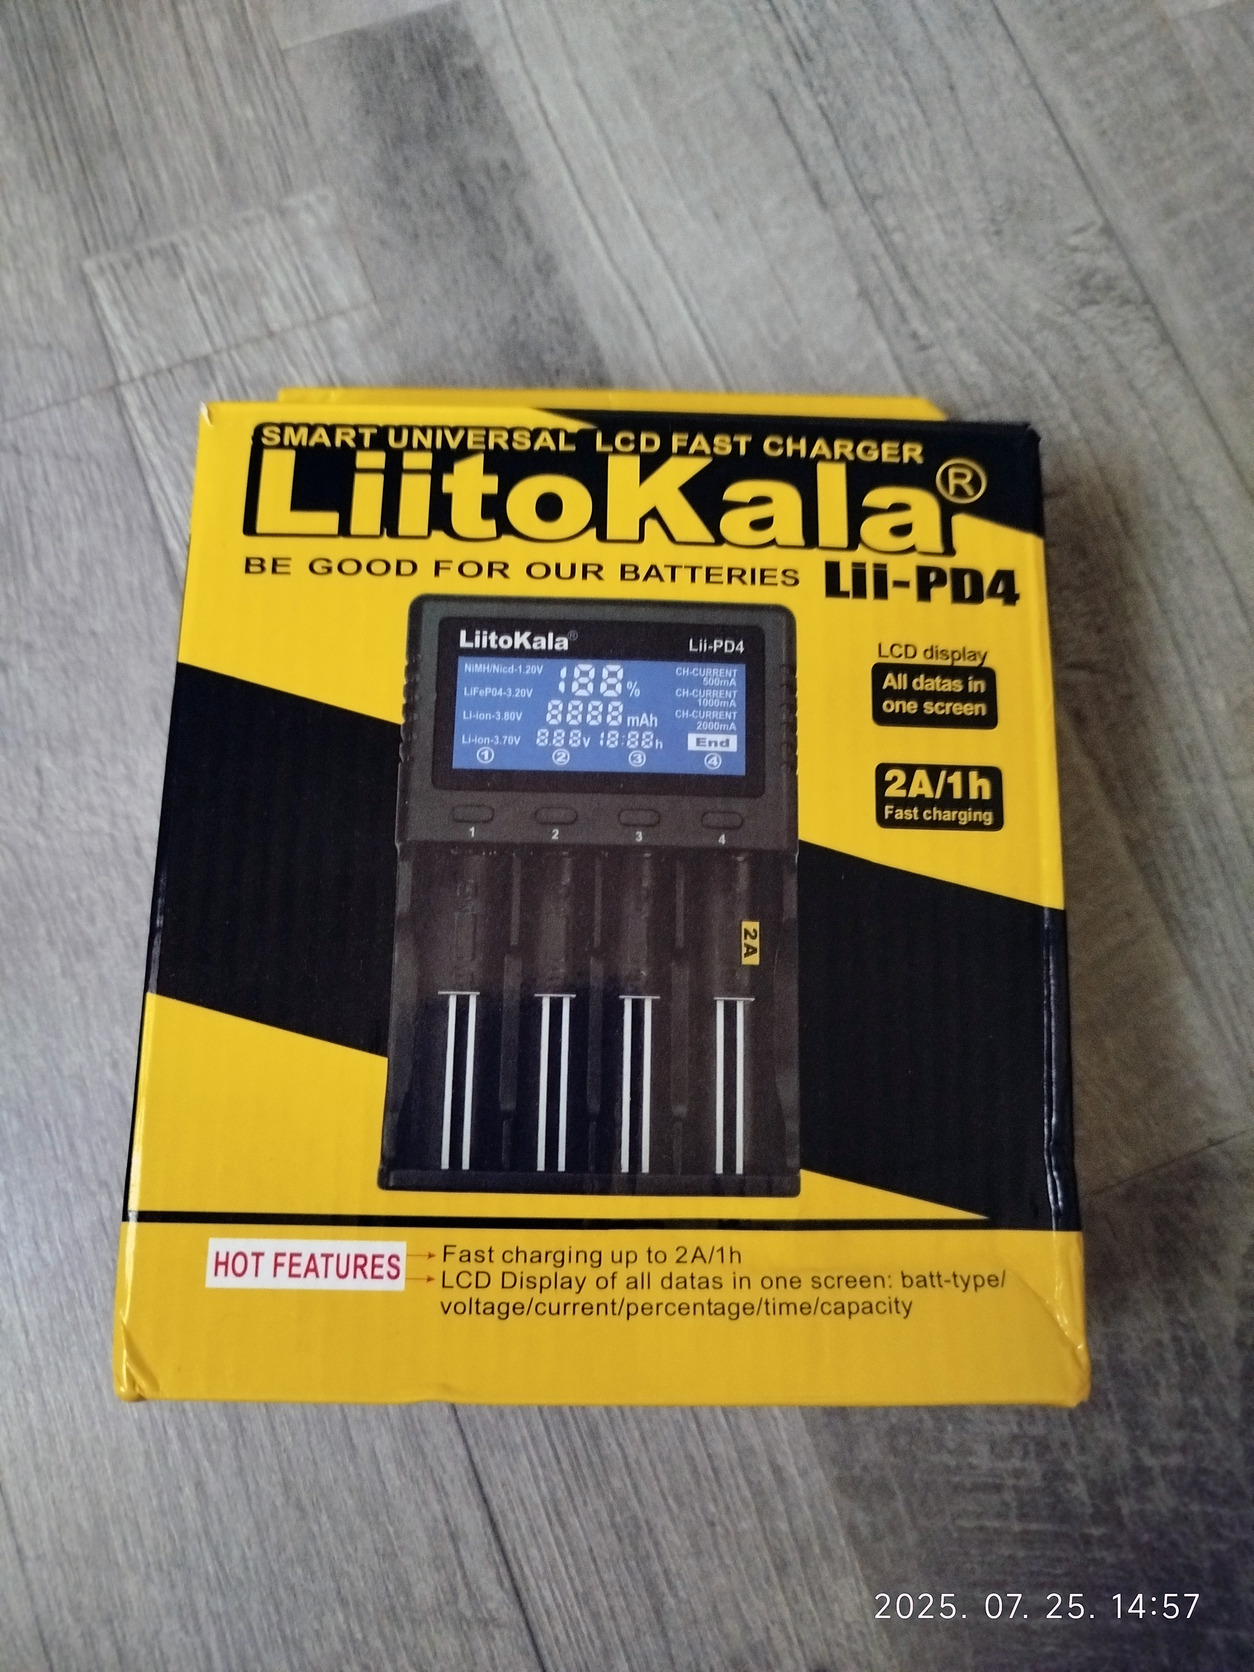 SMART UNIVERSAL LCD FAST CHARGER
LiitoKala®
BE GOOD FOR OUR BATTERIES
Lii-PD4
LiitoKala®
Lii-PD4
NiMH/Nicd-1.20V
LiFeP04-3.20V
Li-ion-3.80V
Li-ion-3.70V
188%
8888mAh
8.88V 18:88h
CH-CURRENT
500mA
CH-CURRENT
1000mA
CH-CURRENT
2000mA
End
① ② ③ ④
1 2 3 4
2A
LCD display
All datas in
one screen
2A/1h
Fast charging
HOT FEATURES
Fast charging up to 2A/1h
LCD Display of all datas in one screen: batt-type/
voltage/current/percentage/time/capacity
2025. 07. 25. 14:57